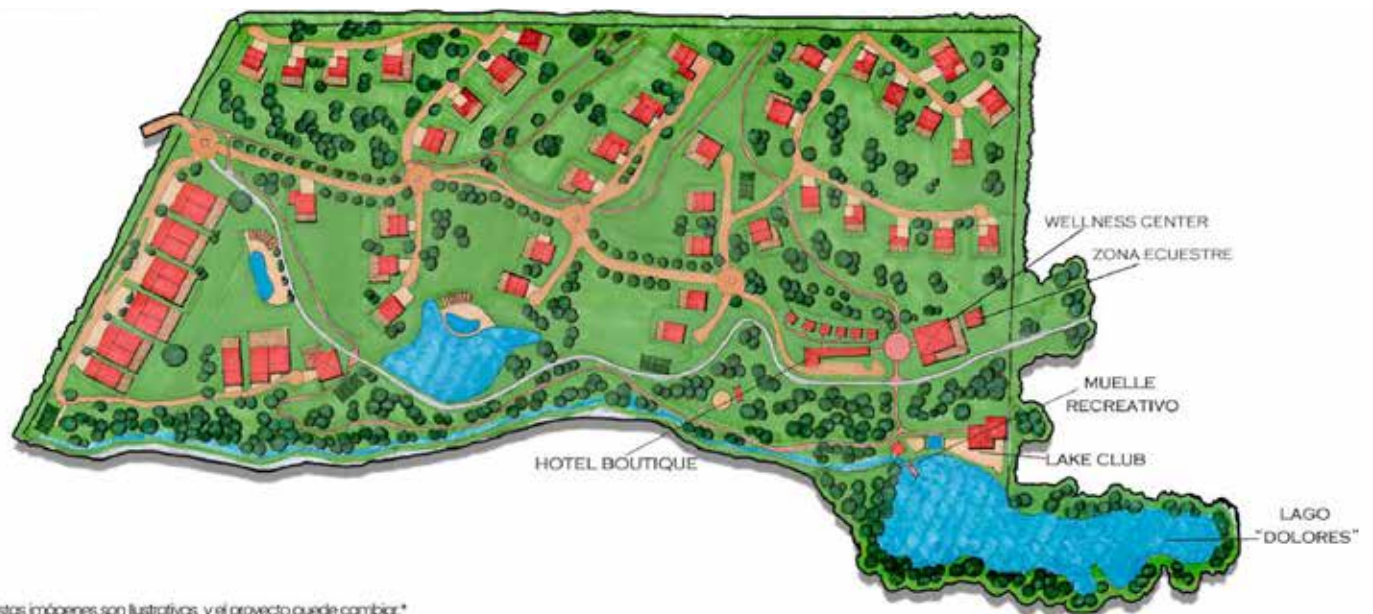 WELLNESS CENTER
ZONA ECUESTRE
MUELLE
RECREATIVO
HOTEL BOUTIQUE
LAKE CLUB
LAGO
"DOLORES"
imágenes son ilustrativas, y el proyecto puede cambiar.*